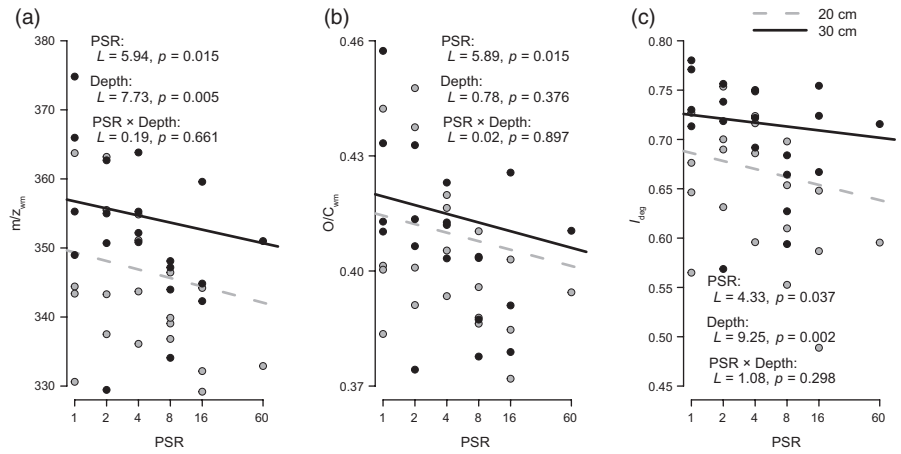 (a)
(b)
(c)
20 cm
30 cm
380
370
360
350
340
330
m/z wm
PSR:
L = 5.94, p = 0.015
Depth:
L = 7.73, p = 0.005
PSR × Depth:
L = 0.19, p = 0.661
1 2 4 8 16 60
PSR
0.46
0.43
0.40
0.37
O/C wm
PSR:
L = 5.89, p = 0.015
Depth:
L = 0.78, p = 0.376
PSR × Depth:
L = 0.02, p = 0.897
1 2 4 8 16 60
PSR
0.80
0.75
0.70
0.65
0.60
0.55
0.50
0.45
I deg
PSR:
L = 4.33, p = 0.037
Depth:
L = 9.25, p = 0.002
PSR × Depth:
L = 1.08, p = 0.298
1 2 4 8 16 60
PSR